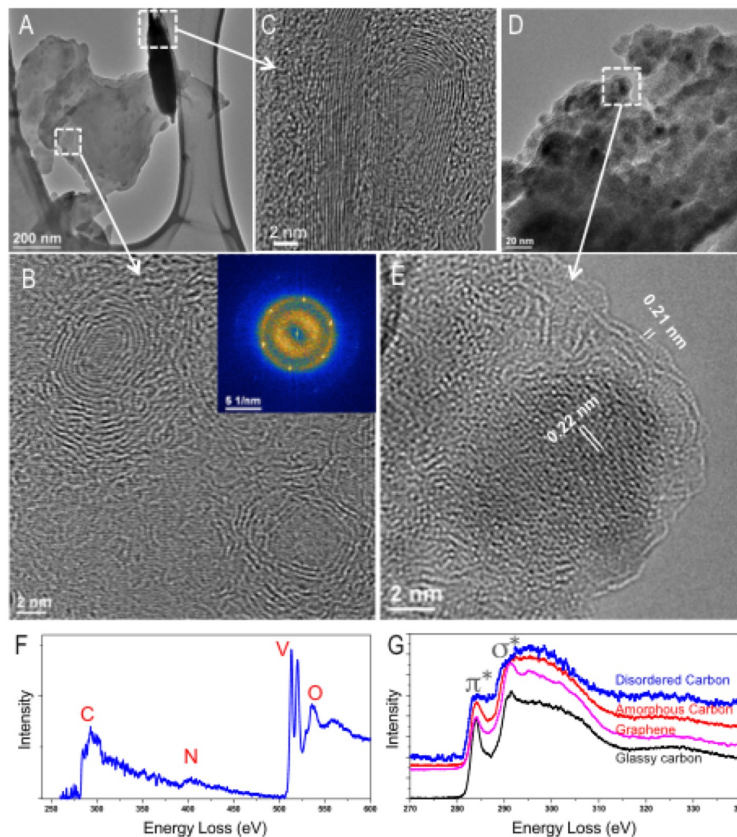 A
200 nm
C
2 nm
D
20 nm
B
5 1/nm
2 nm
E
0.21 nm
0.22 nm
2 nm
F
C
N
V
O
Intensity
250 300 350 400 450 500 550 600
Energy Loss (eV)
G
π*
σ*
Disordered Carbon
Amorphous Carbon
Graphene
Glassy carbon
Intensity
270 280 290 300 310 320 330
Energy Loss (eV)